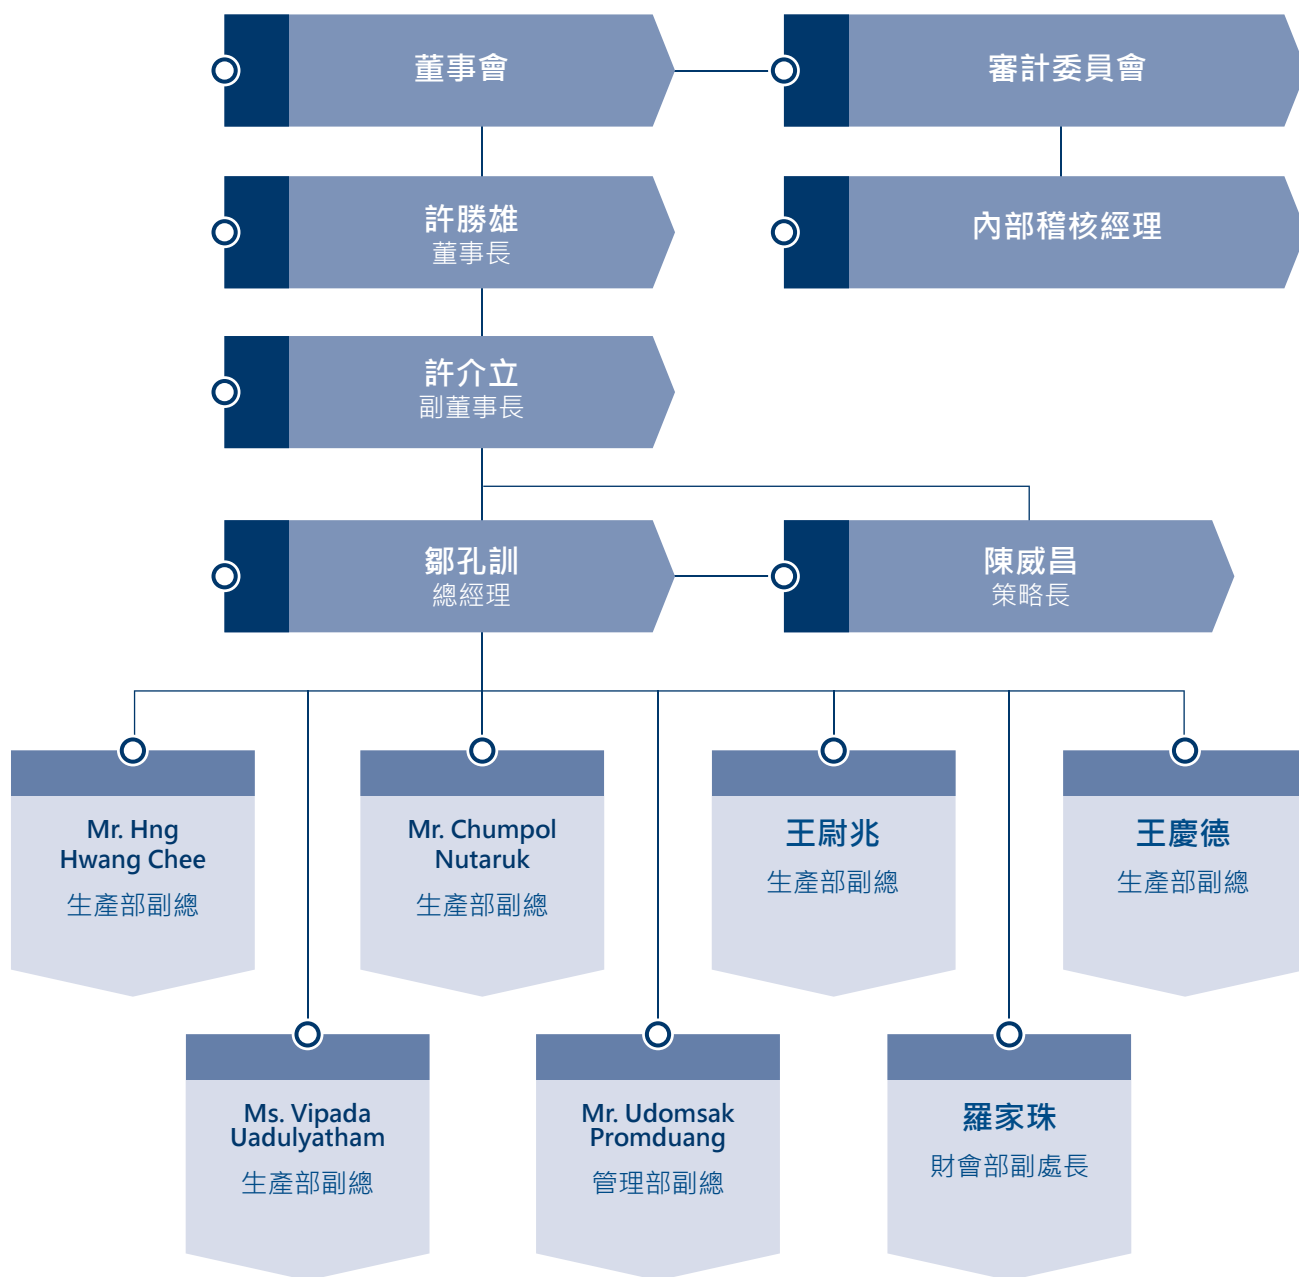 董事會
審計委員會
許勝雄
董事長
內部稽核經理
許介立
副董事長
鄒孔訓
總經理
陳威昌
策略長
Mr. Hng
Hwang Chee
生產部副總
Mr. Chumpol
Nutaruk
生產部副總
王尉兆
生產部副總
王慶德
生產部副總
Ms. Vipada
Uadulyatham
生產部副總
Mr. Udomsak
Promduang
管理部副總
羅家珠
財會部副處長